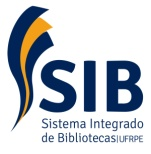 SIB
Sistema Integrado
de Bibliotecas|UFRPE